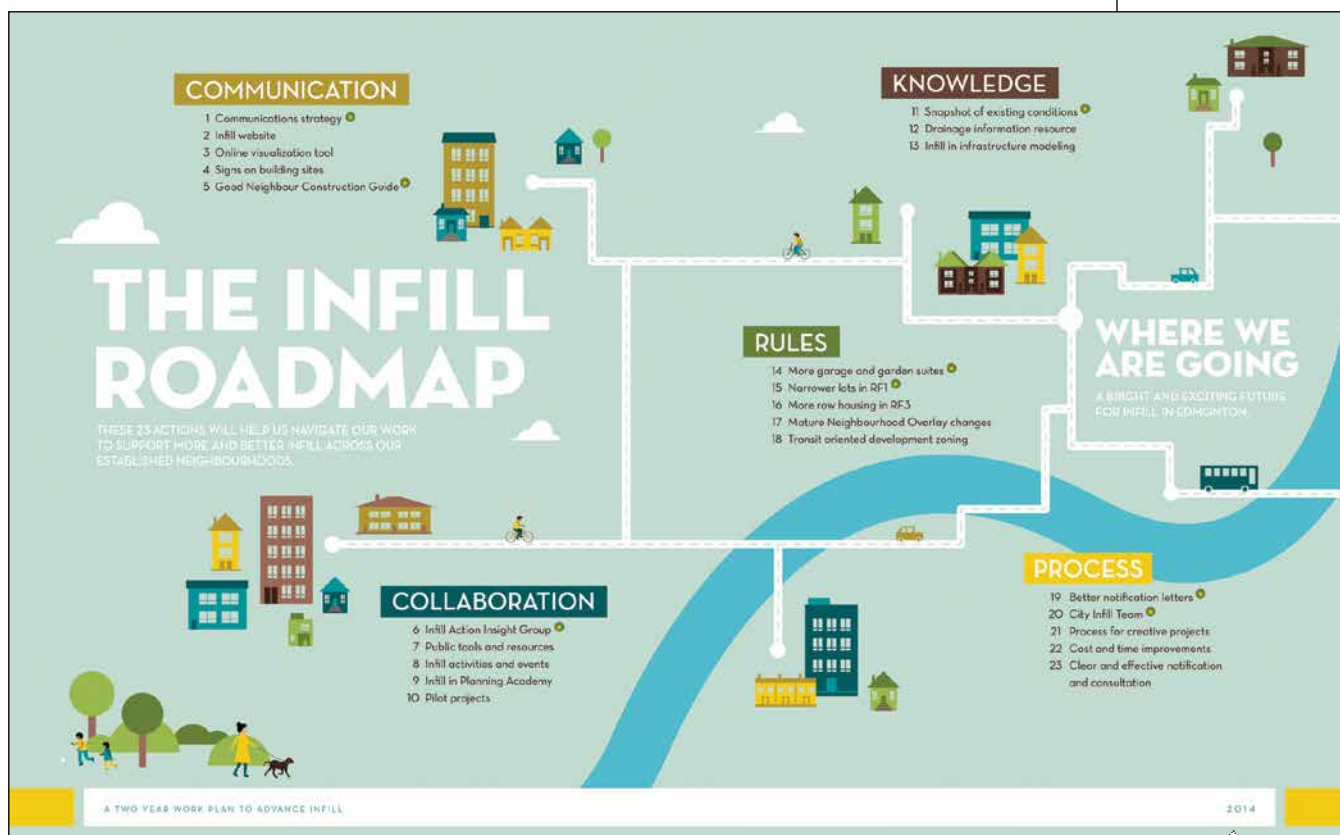 COMMUNICATION
1 Communications strategy
2 Infill website
3 Online visualization tool
4 Signs on building sites
5 Good Neighbour Construction Guide
KNOWLEDGE
11 Snapshot of existing conditions
12 Drainage information resource
13 Infill in infrastructure modeling
THE INFILL
ROADMAP
THESE 23 ACTIONS WILL HELP US NAVIGATE OUR WORK
TO SUPPORT MORE AND BETTER INFILL ACROSS OUR
ESTABLISHED NEIGHBOURHOODS.
RULES
14 More garage and garden suites
15 Narrower lots in RF1
16 More row housing in RF3
17 Mature Neighbourhood Overlay changes
18 Transit oriented development zoning
WHERE WE
ARE GOING
A BRIGHT AND EXCITING FUTURE
FOR INFILL IN EDMONTON.
COLLABORATION
6 Infill Action Insight Group
7 Public tools and resources
8 Infill activities and events
9 Infill in Planning Academy
10 Pilot projects
PROCESS
19 Better notification letters
20 City Infill Team
21 Process for creative projects
22 Cost and time improvements
23 Clear and effective notification
and consultation
A TWO YEAR WORK PLAN TO ADVANCE INFILL
2014